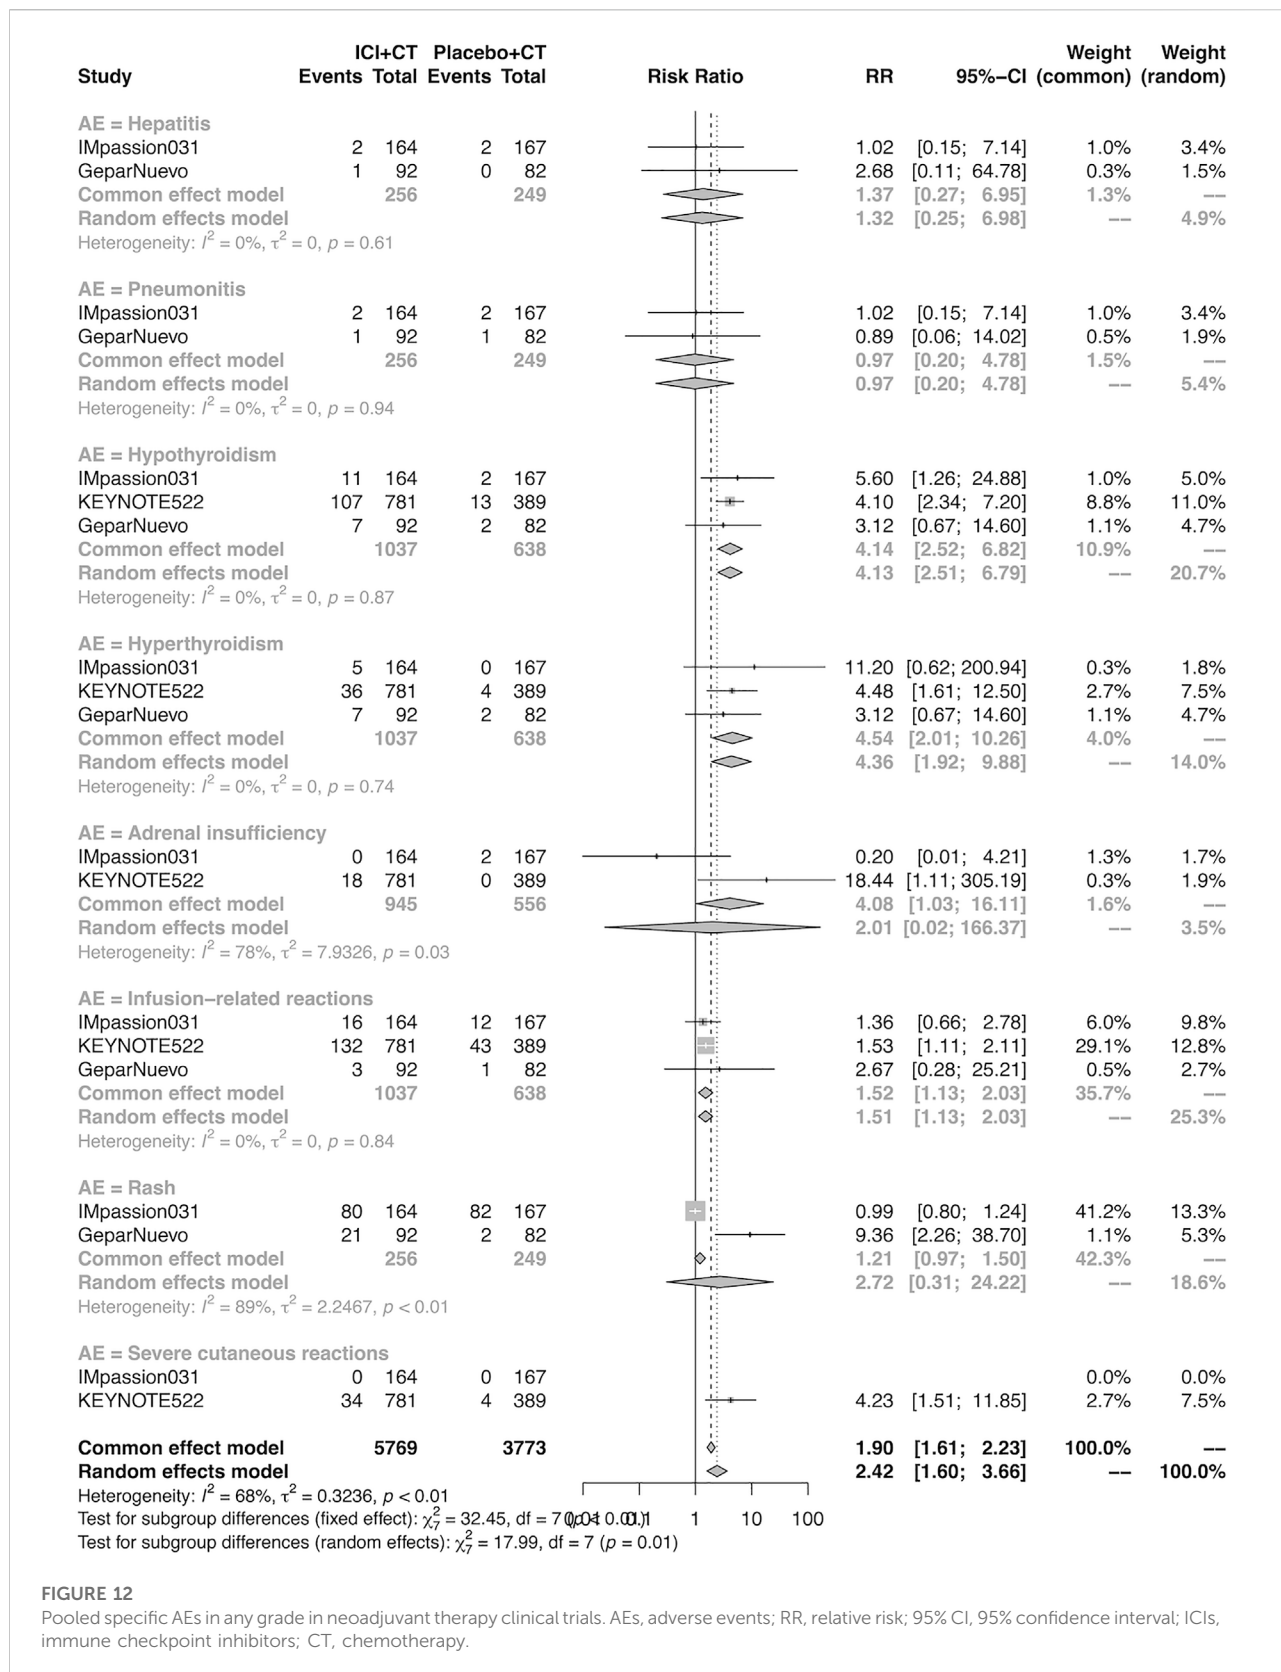 ICI+CT Placebo+CT Weight Weight
Study Events Total Events Total Risk Ratio RR 95%−CI (common) (random)
AE = Hepatitis
IMpassion031 2 164 2 167 1.02 [0.15; 7.14] 1.0% 3.4%
GeparNuevo 1 92 0 82 2.68 [0.11; 64.78] 0.3% 1.5%
Common effect model 256 249 1.37 [0.27; 6.95] 1.3% −−
Random effects model 1.32 [0.25; 6.98] −− 4.9%
Heterogeneity: I² = 0%, τ² = 0, p = 0.61
AE = Pneumonitis
IMpassion031 2 164 2 167 1.02 [0.15; 7.14] 1.0% 3.4%
GeparNuevo 1 92 1 82 0.89 [0.06; 14.02] 0.5% 1.9%
Common effect model 256 249 0.97 [0.20; 4.78] 1.5% −−
Random effects model 0.97 [0.20; 4.78] −− 5.4%
Heterogeneity: I² = 0%, τ² = 0, p = 0.94
AE = Hypothyroidism
IMpassion031 11 164 2 167 5.60 [1.26; 24.88] 1.0% 5.0%
KEYNOTE522 107 781 13 389 4.10 [2.34; 7.20] 8.8% 11.0%
GeparNuevo 7 92 2 82 3.12 [0.67; 14.60] 1.1% 4.7%
Common effect model 1037 638 4.14 [2.52; 6.82] 10.9% −−
Random effects model 4.13 [2.51; 6.79] −− 20.7%
Heterogeneity: I² = 0%, τ² = 0, p = 0.87
AE = Hyperthyroidism
IMpassion031 5 164 0 167 11.20 [0.62; 200.94] 0.3% 1.8%
KEYNOTE522 36 781 4 389 4.48 [1.61; 12.50] 2.7% 7.5%
GeparNuevo 7 92 2 82 3.12 [0.67; 14.60] 1.1% 4.7%
Common effect model 1037 638 4.54 [2.01; 10.26] 4.0% −−
Random effects model 4.36 [1.92; 9.88] −− 14.0%
Heterogeneity: I² = 0%, τ² = 0, p = 0.74
AE = Adrenal insufficiency
IMpassion031 0 164 2 167 0.20 [0.01; 4.21] 1.3% 1.7%
KEYNOTE522 18 781 0 389 18.44 [1.11; 305.19] 0.3% 1.9%
Common effect model 945 556 4.08 [1.03; 16.11] 1.6% −−
Random effects model 2.01 [0.02; 166.37] −− 3.5%
Heterogeneity: I² = 78%, τ² = 7.9326, p = 0.03
AE = Infusion−related reactions
IMpassion031 16 164 12 167 1.36 [0.66; 2.78] 6.0% 9.8%
KEYNOTE522 132 781 43 389 1.53 [1.11; 2.11] 29.1% 12.8%
GeparNuevo 3 92 1 82 2.67 [0.28; 25.21] 0.5% 2.7%
Common effect model 1037 638 1.52 [1.13; 2.03] 35.7% −−
Random effects model 1.51 [1.13; 2.03] −− 25.3%
Heterogeneity: I² = 0%, τ² = 0, p = 0.84
AE = Rash
IMpassion031 80 164 82 167 0.99 [0.80; 1.24] 41.2% 13.3%
GeparNuevo 21 92 2 82 9.36 [2.26; 38.70] 1.1% 5.3%
Common effect model 256 249 1.21 [0.97; 1.50] 42.3% −−
Random effects model 2.72 [0.31; 24.22] −− 18.6%
Heterogeneity: I² = 89%, τ² = 2.2467, p < 0.01
AE = Severe cutaneous reactions
IMpassion031 0 164 0 167 0.0% 0.0%
KEYNOTE522 34 781 4 389 4.23 [1.51; 11.85] 2.7% 7.5%
Common effect model 5769 3773 1.90 [1.61; 2.23] 100.0% −−
Random effects model 2.42 [1.60; 3.66] −− 100.0%
Heterogeneity: I² = 68%, τ² = 0.3236, p < 0.01
Test for subgroup differences (fixed effect): χ²₇ = 32.45, df = 7 (p < 0.01) 0.01 0.1 1 10 100
Test for subgroup differences (random effects): χ²₇ = 17.99, df = 7 (p = 0.01)
FIGURE 12
Pooled specific AEs in any grade in neoadjuvant therapy clinical trials. AEs, adverse events; RR, relative risk; 95% CI, 95% confidence interval; ICIs,
immune checkpoint inhibitors; CT, chemotherapy.